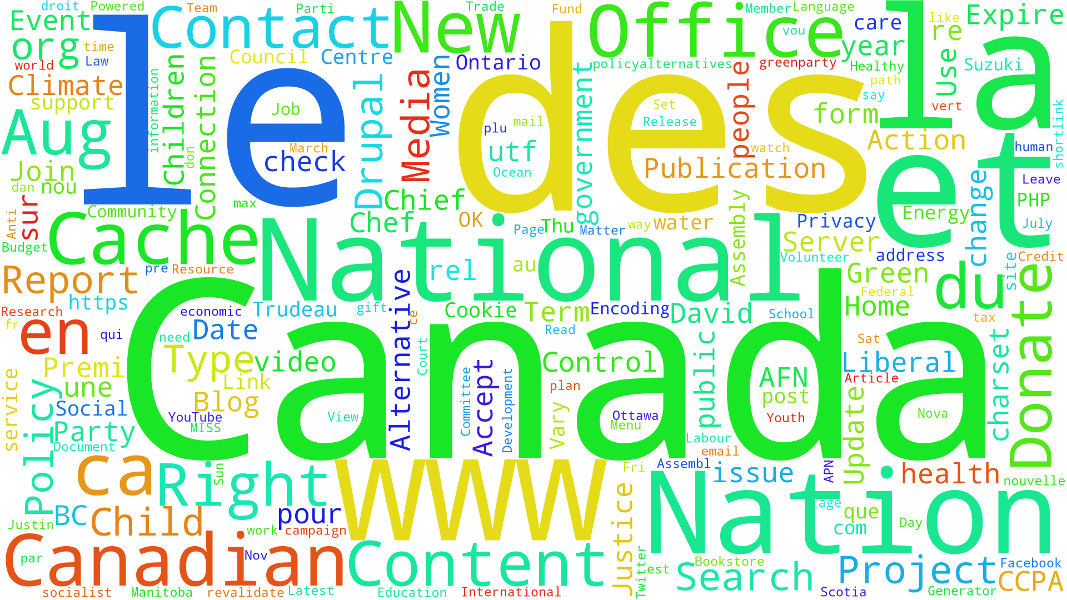 droit
Powered
Team
Parti
Trade
Fund
Member
Language
Event
Contact
New
Office
vou
like
Expire
org
time
Law
Council
Centre
Ontario
policyalternatives
greenparty
care
year
Healthy
re
la
world
Climate
Children
Connection
information
support
Job
le
des
Drupal
Media
Women
government
people
Set
Release
path
say
form
Use
Suzuki
vert
shortlink
Aug
March
check
plu
mail
utf
Ocean
Publication
watch
Action
human
don
Join
nou
dan
max
Leave
PHP
et
Anti
sur
Community
Chief
Chef
OK
Thu
Page
Matter
way
water
Assembly
Privacy
Volunteer
Energy
change
July
Budget
Cache
National
Server
address
Credit
site
Report
pre
Resource
rel
au
Green
Federal
du
https
gift
Trudeau
Alternative
ce
Cookie
Term
Encoding
David
School
Home
tax
Research
en
fr
qui
economic
need
Date
Read
Court
Canada
Control
public
Sat
Liberal
charset
Donate
Premi
Type
video
Link
Blog
plan
AFN
post
Article
Youth
service
une
Policy
Social
YouTube
MISS
View
Committee
Accept
Development
Vary
Ottawa
Menu
Update
Nova
Party
Document
Labour
email
ca
Right
Sun
www
Fri
Assembl
issue
APN
health
nouvelle
Nation
BC
Child
pour
age
que
com
Day
Justin
work
campaign
Justice
Twitter
Canadian
par
Nov
Content
test
Bookstore
Search
Project
Facebook
CCPA
socialist
Manitoba
revalidate
Latest
Education
International
Scotia
Generator